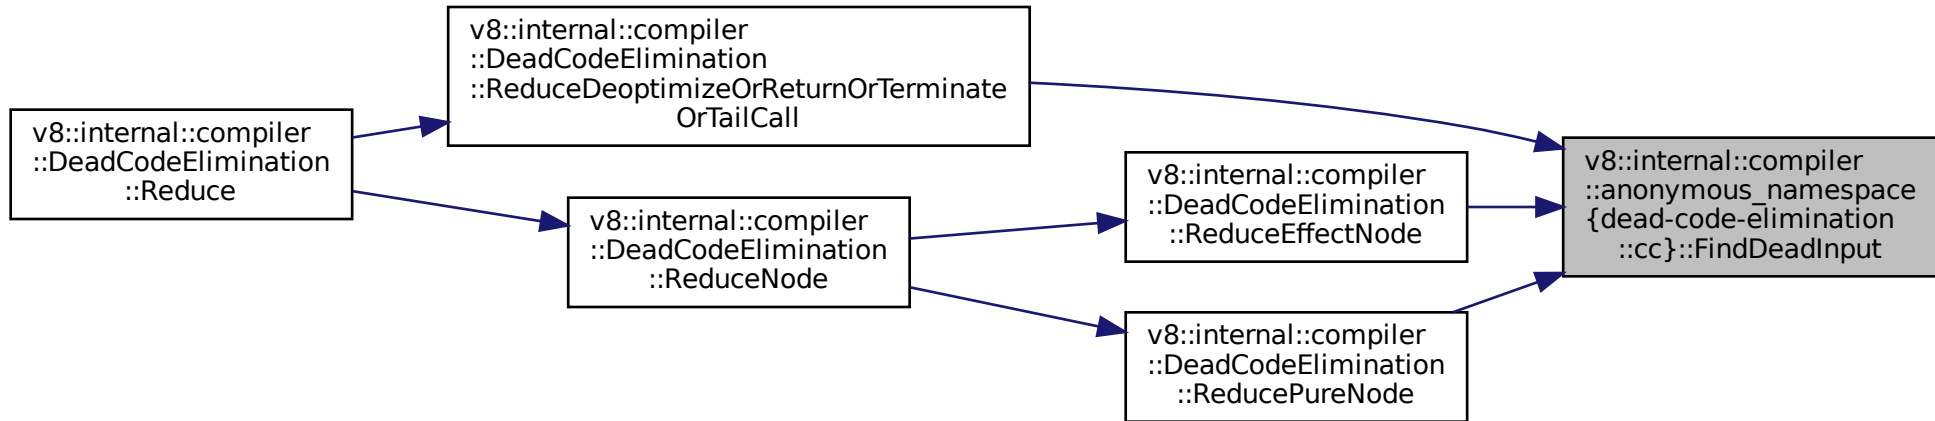 v8::internal::compiler
::DeadCodeElimination
::ReduceDeoptimizeOrReturnOrTerminate
OrTailCall
v8::internal::compiler
::DeadCodeElimination
::Reduce
v8::internal::compiler
::DeadCodeElimination
::ReduceNode
v8::internal::compiler
::DeadCodeElimination
::ReduceEffectNode
v8::internal::compiler
::DeadCodeElimination
::ReducePureNode
v8::internal::compiler
::anonymous_namespace
{dead-code-elimination
::cc}::FindDeadInput